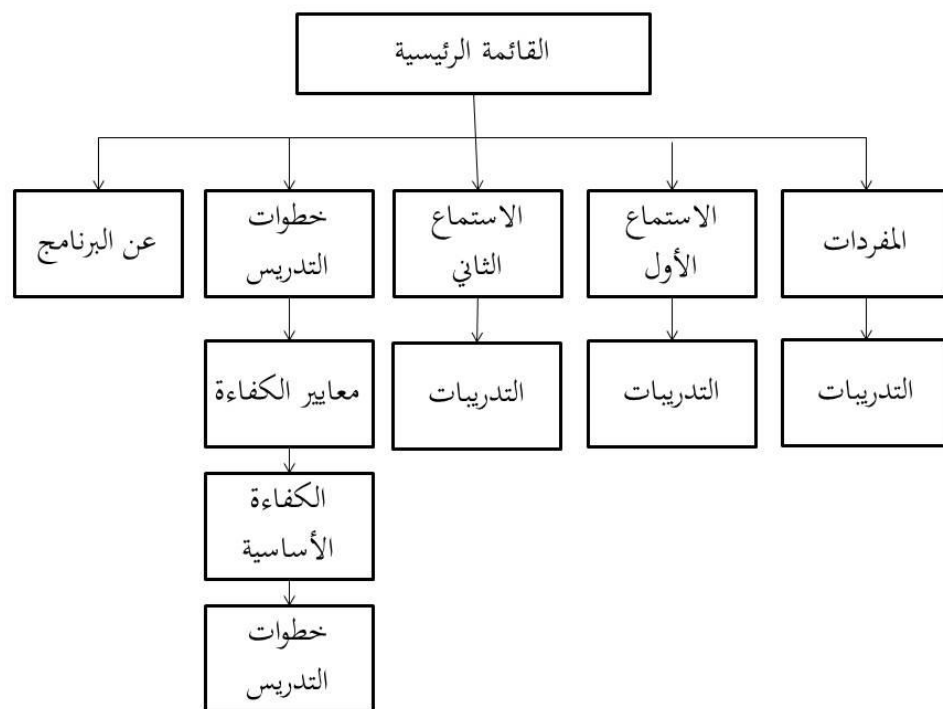 القائمة الرئيسية
المفردات
الاستماع
الأول
الاستماع
الثاني
خطوات
التدريس
عن البرنامج
التدريبات
التدريبات
التدريبات
معايير الكفاءة
الكفاءة
الأساسية
خطوات
التدريس